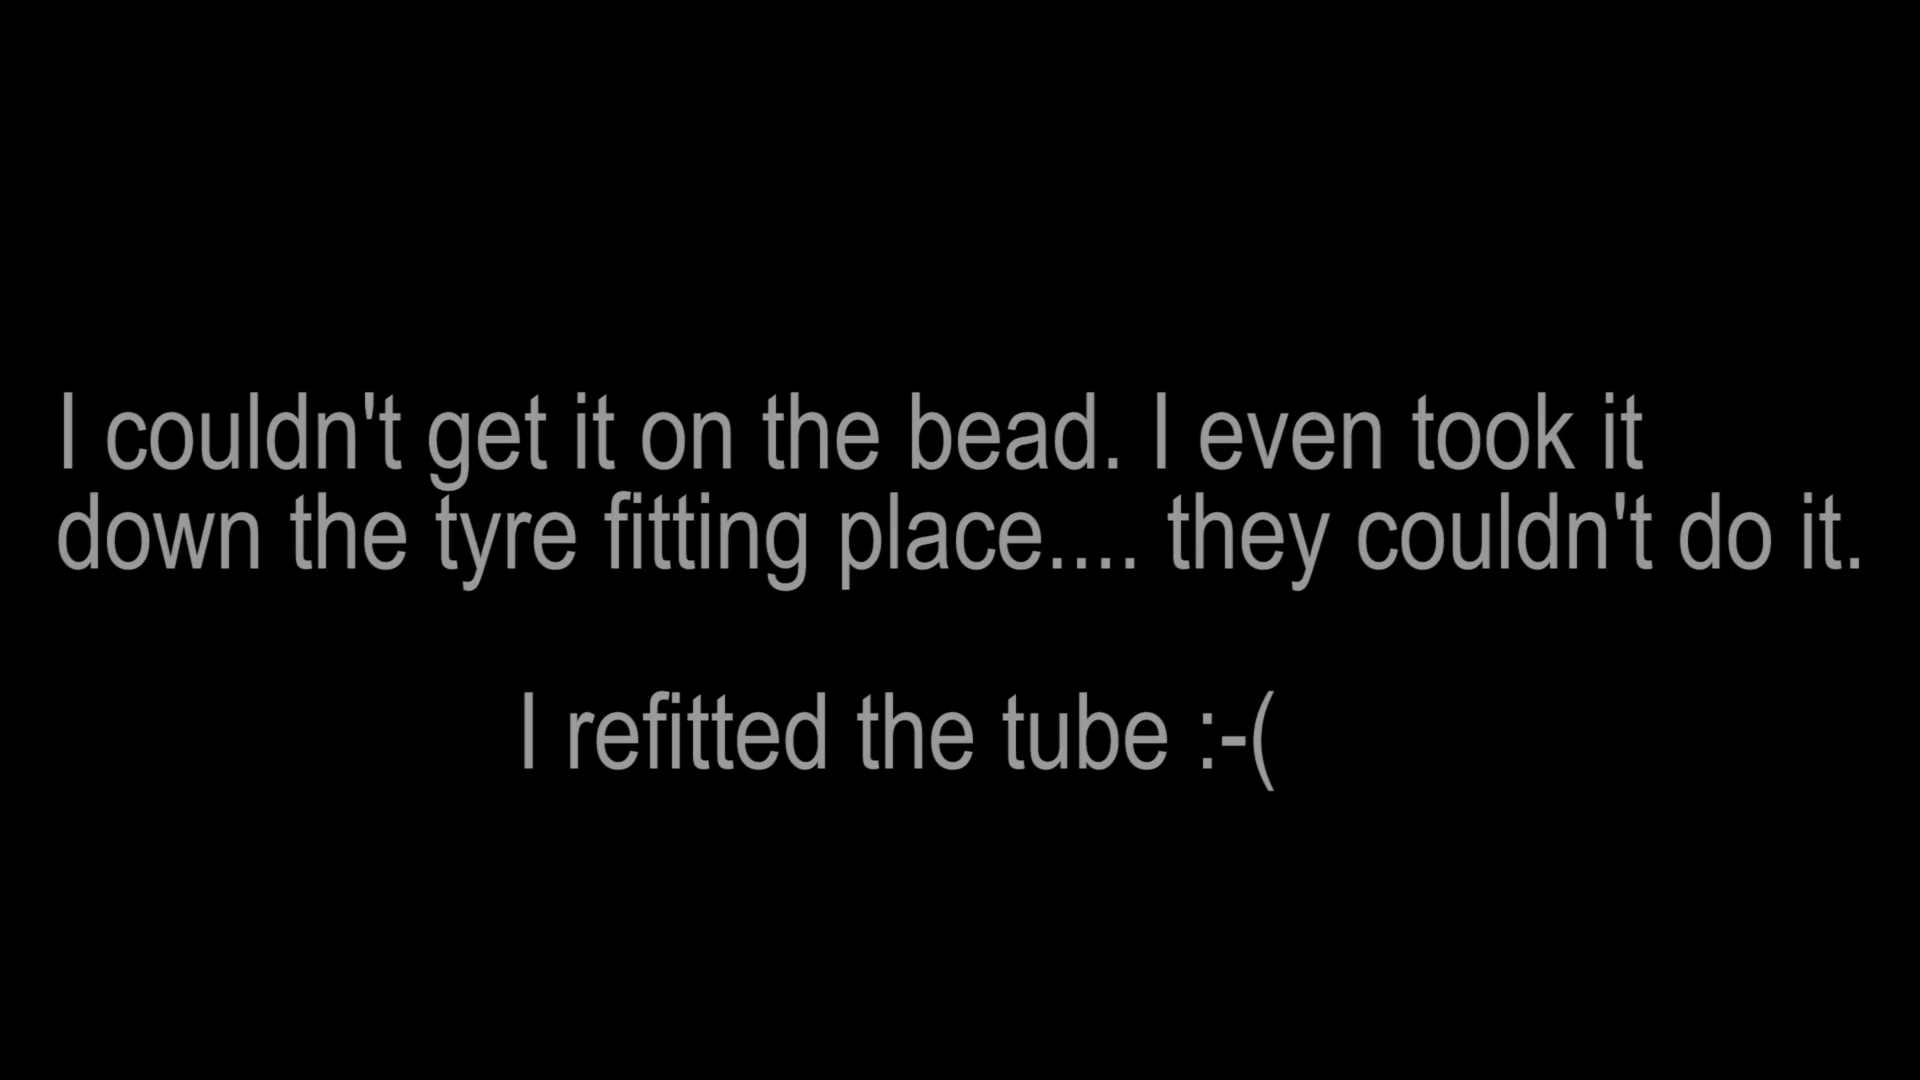 I couldn't get it on the bead. I even took it
down the tyre fitting place.... they couldn't do it.
I refitted the tube :-(